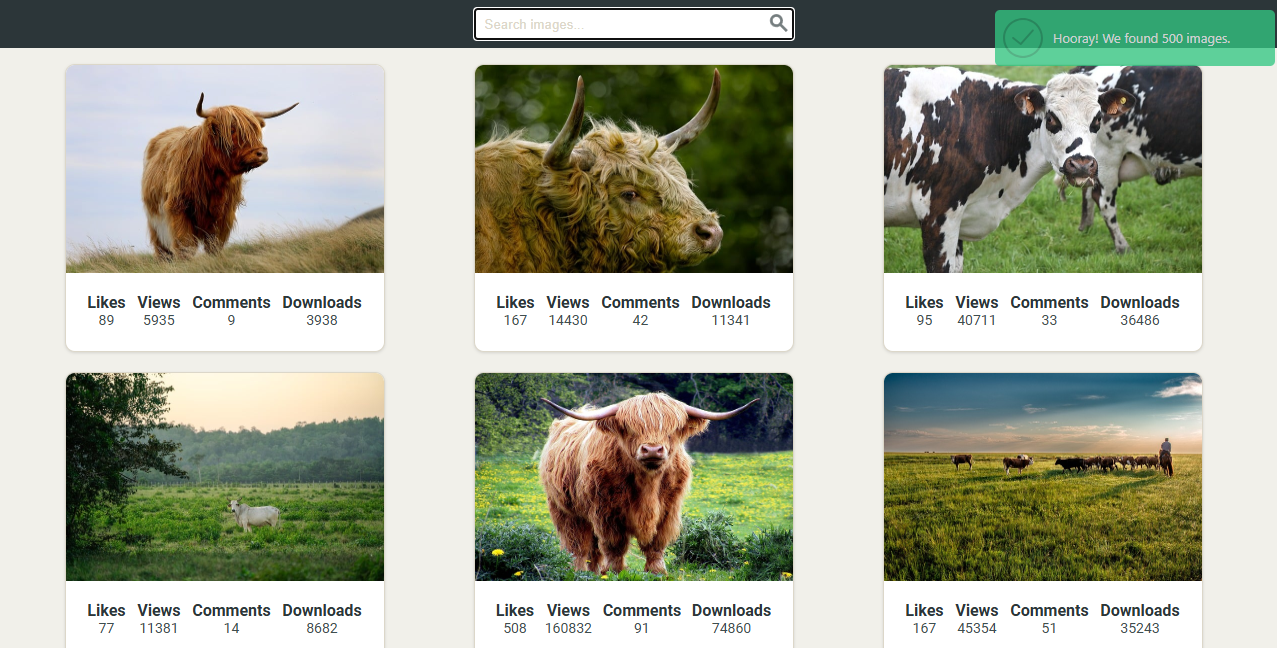 Search images...
Hooray! We found 500 images.
Likes Views Comments Downloads
89 5935 9 3938
Likes Views Comments Downloads
167 14430 42 11341
Likes Views Comments Downloads
95 40711 33 36486
Likes Views Comments Downloads
77 11381 14 8682
Likes Views Comments Downloads
508 160832 91 74860
Likes Views Comments Downloads
167 45354 51 35243